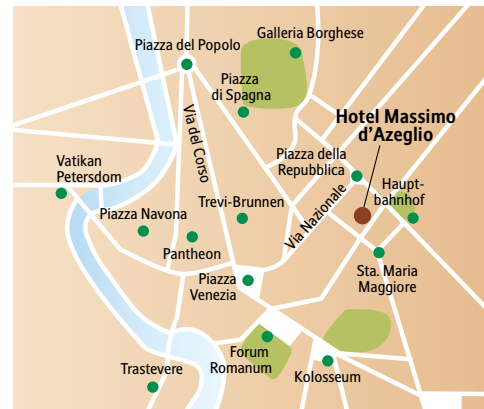 Galleria Borghese
Piazza del Popolo
Piazza
di Spagna
Hotel Massimo
d'Azeglio
Via del Corso
Piazza della
Repubblica
Vatikan
Petersdom
Haupt-
bahnhof
Trevi-Brunnen
Via Nazionale
Piazza Navona
Pantheon
Piazza
Venezia
Sta. Maria
Maggiore
Forum
Romanum
Trastevere
Kolosseum